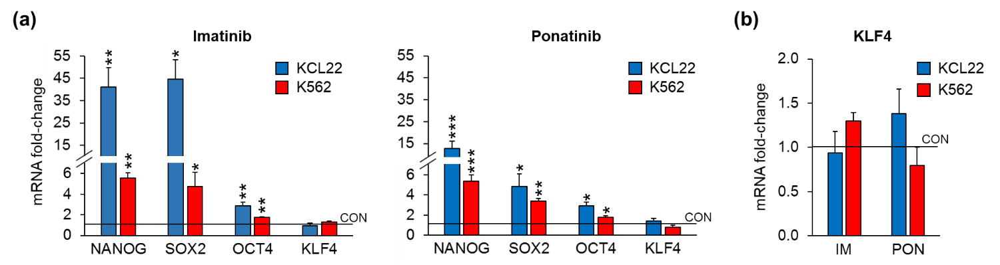 (a)
Imatinib
mRNA fold-change
55
45
35
25
15
6
4
2
0
** ** * * ** **
KCL22
K562
CON
NANOG SOX2 OCT4 KLF4
Ponatinib
55
45
35
25
15
6
4
2
0
*** *** * ** * *
KCL22
K562
CON
NANOG SOX2 OCT4 KLF4
(b)
KLF4
mRNA fold-change
2.0
1.5
1.0
0.5
0.0
KCL22
K562
CON
IM PON